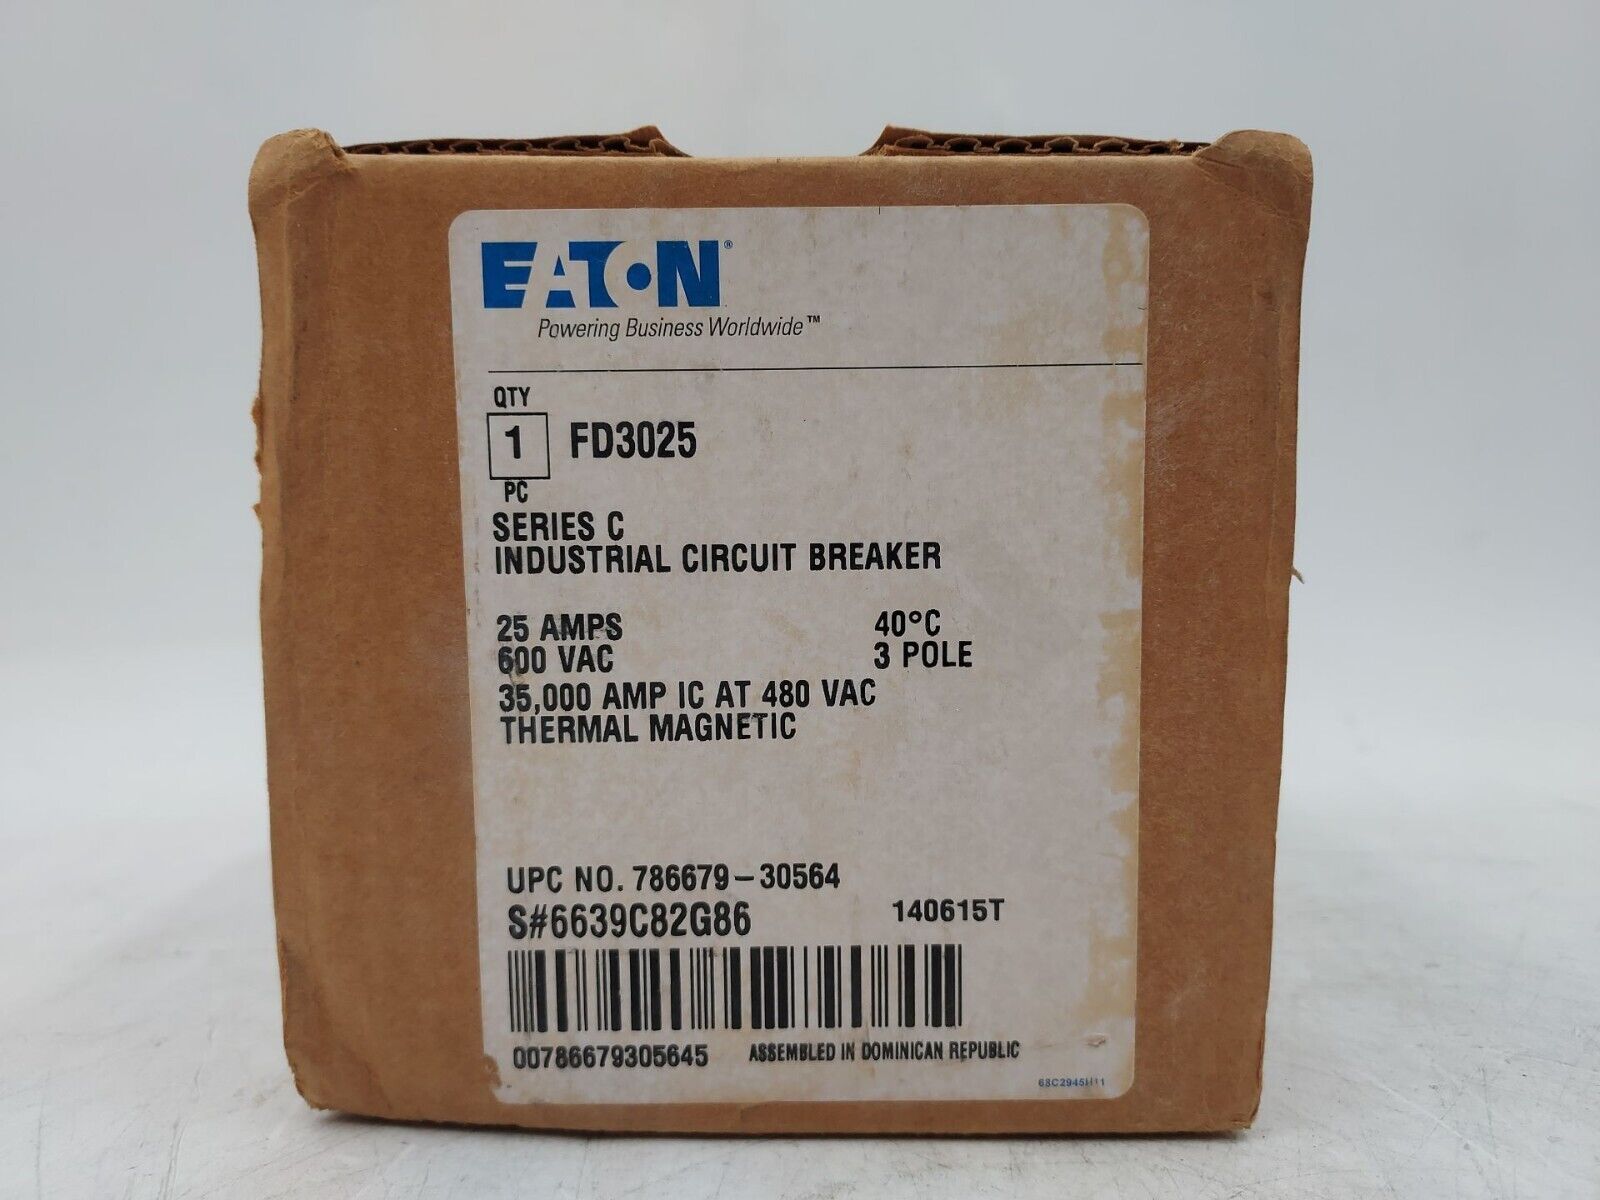 EATON®
Powering Business Worldwide™
QTY
1 FD3025
PC
SERIES C
INDUSTRIAL CIRCUIT BREAKER
25 AMPS 40°C
600 VAC 3 POLE
35,000 AMP IC AT 480 VAC
THERMAL MAGNETIC
UPC NO. 786679-30564
S#6639C82G86 140615T
00786679305645 ASSEMBLED IN DOMINICAN REPUBLIC
68C2945H11